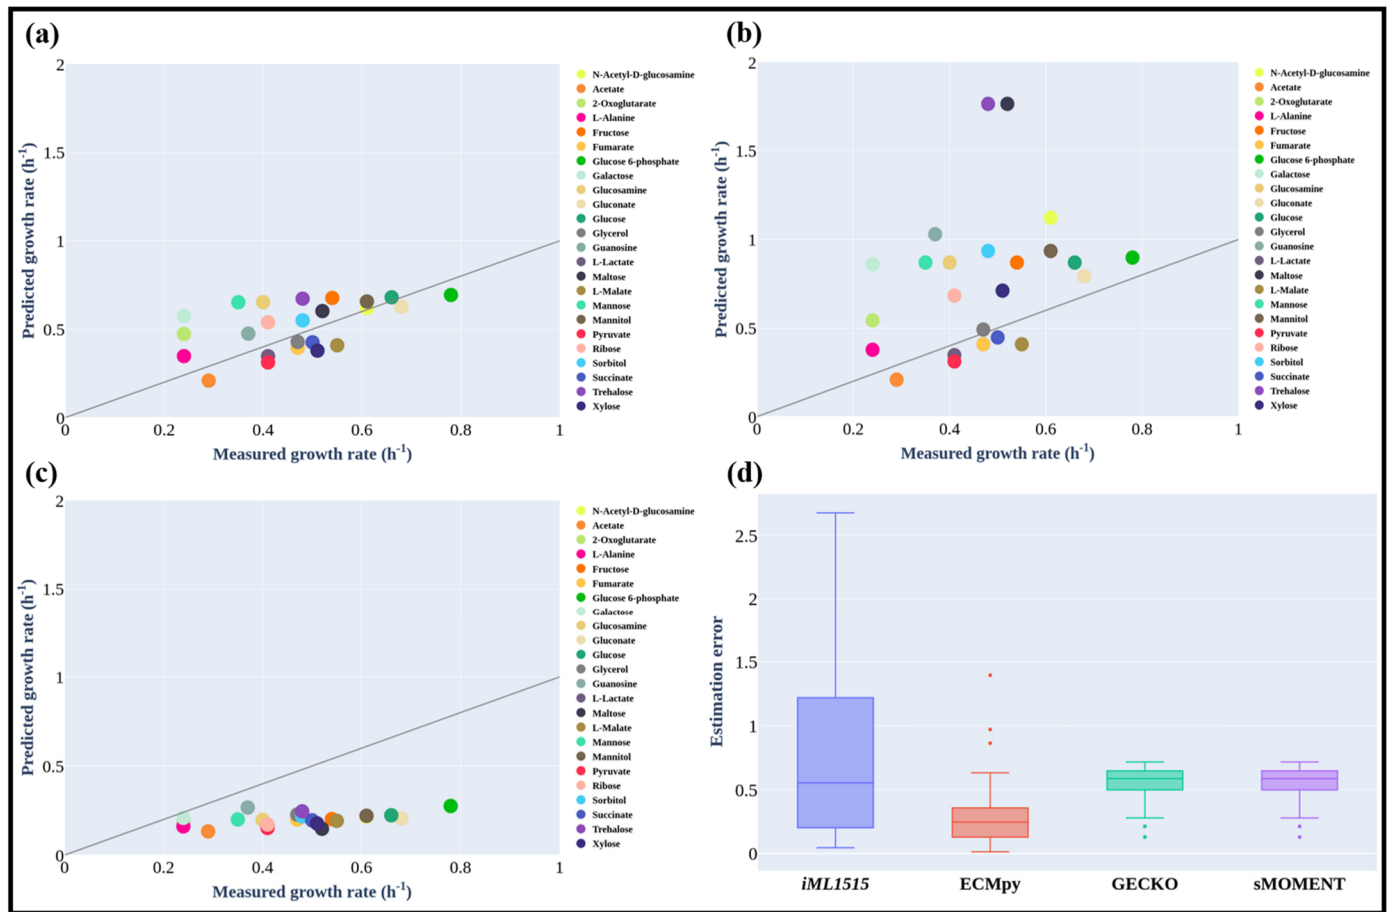 (a)
2
1.5
1
0.5
0
0
0.2
0.4
0.6
0.8
1
Predicted growth rate (h-1)
Measured growth rate (h-1)
N-Acetyl-D-glucosamine
Acetate
2-Oxoglutarate
L-Alanine
Fructose
Fumarate
Glucose 6-phosphate
Galactose
Glucosamine
Gluconate
Glucose
Glycerol
Guanosine
L-Lactate
Maltose
L-Malate
Mannose
Mannitol
Pyruvate
Ribose
Sorbitol
Succinate
Trehalose
Xylose
(b)
2
1.5
1
0.5
0
0
0.2
0.4
0.6
0.8
1
Predicted growth rate (h-1)
Measured growth rate (h-1)
N-Acetyl-D-glucosamine
Acetate
2-Oxoglutarate
L-Alanine
Fructose
Fumarate
Glucose 6-phosphate
Galactose
Glucosamine
Gluconate
Glucose
Glycerol
Guanosine
L-Lactate
Maltose
L-Malate
Mannose
Mannitol
Pyruvate
Ribose
Sorbitol
Succinate
Trehalose
Xylose
(c)
2
1.5
1
0.5
0
0
0.2
0.4
0.6
0.8
1
Predicted growth rate (h-1)
Measured growth rate (h-1)
N-Acetyl-D-glucosamine
Acetate
2-Oxoglutarate
L-Alanine
Fructose
Fumarate
Glucose 6-phosphate
Galactose
Glucosamine
Gluconate
Glucose
Glycerol
Guanosine
L-Lactate
Maltose
L-Malate
Mannose
Mannitol
Pyruvate
Ribose
Sorbitol
Succinate
Trehalose
Xylose
(d)
2.5
2
1.5
1
0.5
0
Estimation error
iML1515
ECMpy
GECKO
sMOMENT